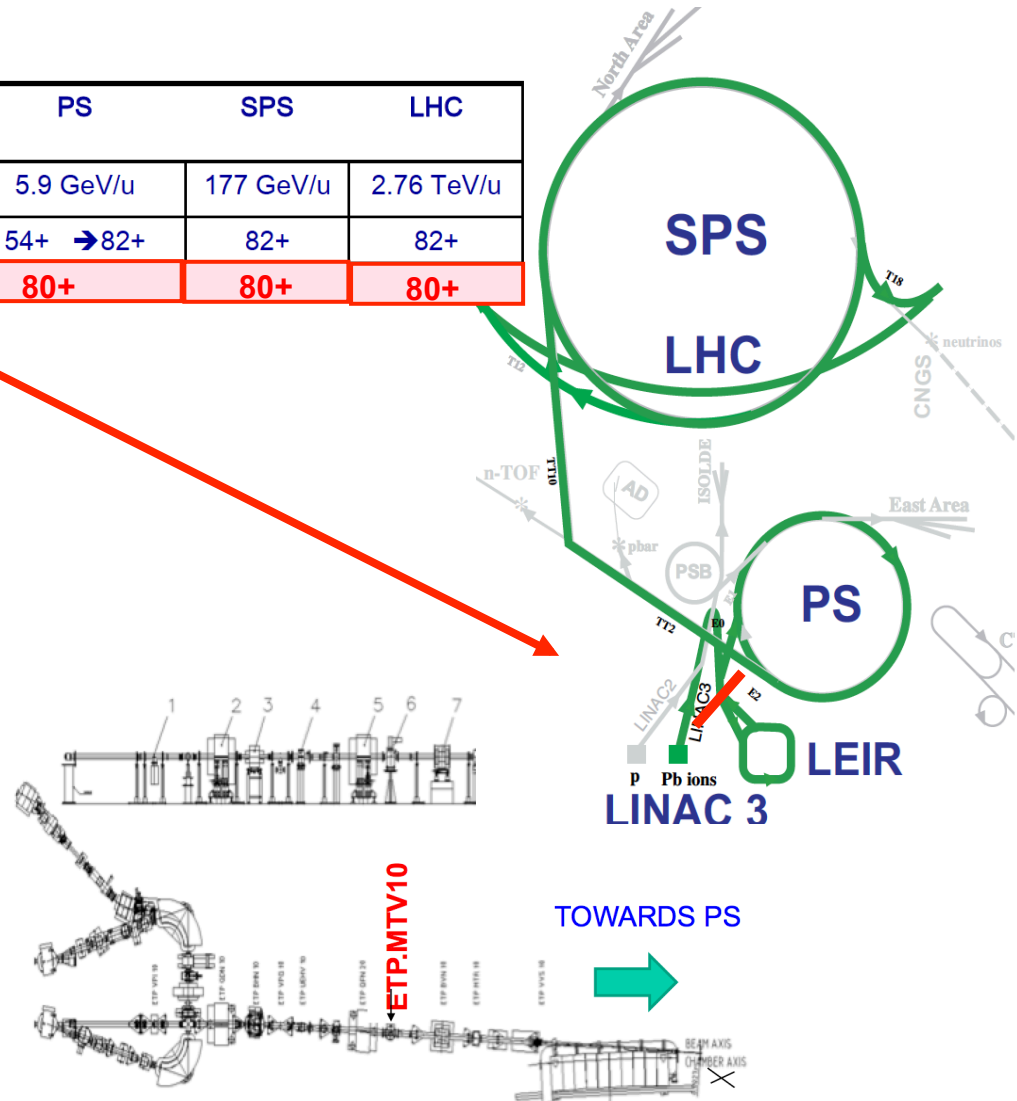 PS SPS LHC
5.9 GeV/u 177 GeV/u 2.76 TeV/u
54+ ➔82+ 82+ 82+
80+ 80+ 80+
North Area
SPS
LHC
T18
T12
* neutrinos
CNGS
TT10
n-TOF
*
AD
ISOLDE
East Area
*pbar
PSB
E1
PS
TT2
E0
LINAC2
LINAC3
E2
LEIR
p Pb ions
LINAC 3
1 2 3 4 5 6 7
ETP.MTV10
TOWARDS PS
BEAM AXIS
CHAMBER AXIS